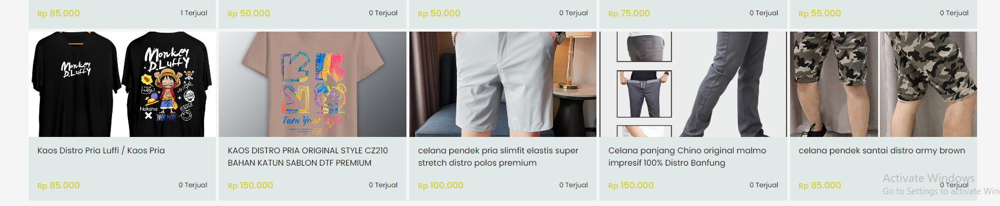 Rp 85.000 1 Terjual
Rp 50.000 0 Terjual
Rp 50.000 0 Terjual
Rp 75.000 0 Terjual
Rp 55.000 0 Terjual
Monkey
D.Luffy
Monkey
D.Luffy
Luffy
Nakama
ONE PIECE
Turn Your Style
Kaos Distro Pria Luffi / Kaos Pria
Rp 85.000 0 Terjual
KAOS DISTRO PRIA ORIGINAL STYLE CZ210
BAHAN KATUN SABLON DTF PREMIUM
Rp 150.000 0 Terjual
celana pendek pria slimfit elastis super
stretch distro polos premium
Rp 100.000 0 Terjual
Celana panjang Chino original malmo
impresif 100% Distro Banfung
Rp 150.000 0 Terjual
celana pendek santai distro army brown
Rp 85.000 0 Terjual
Activate Windows
Go to Settings to activate Win